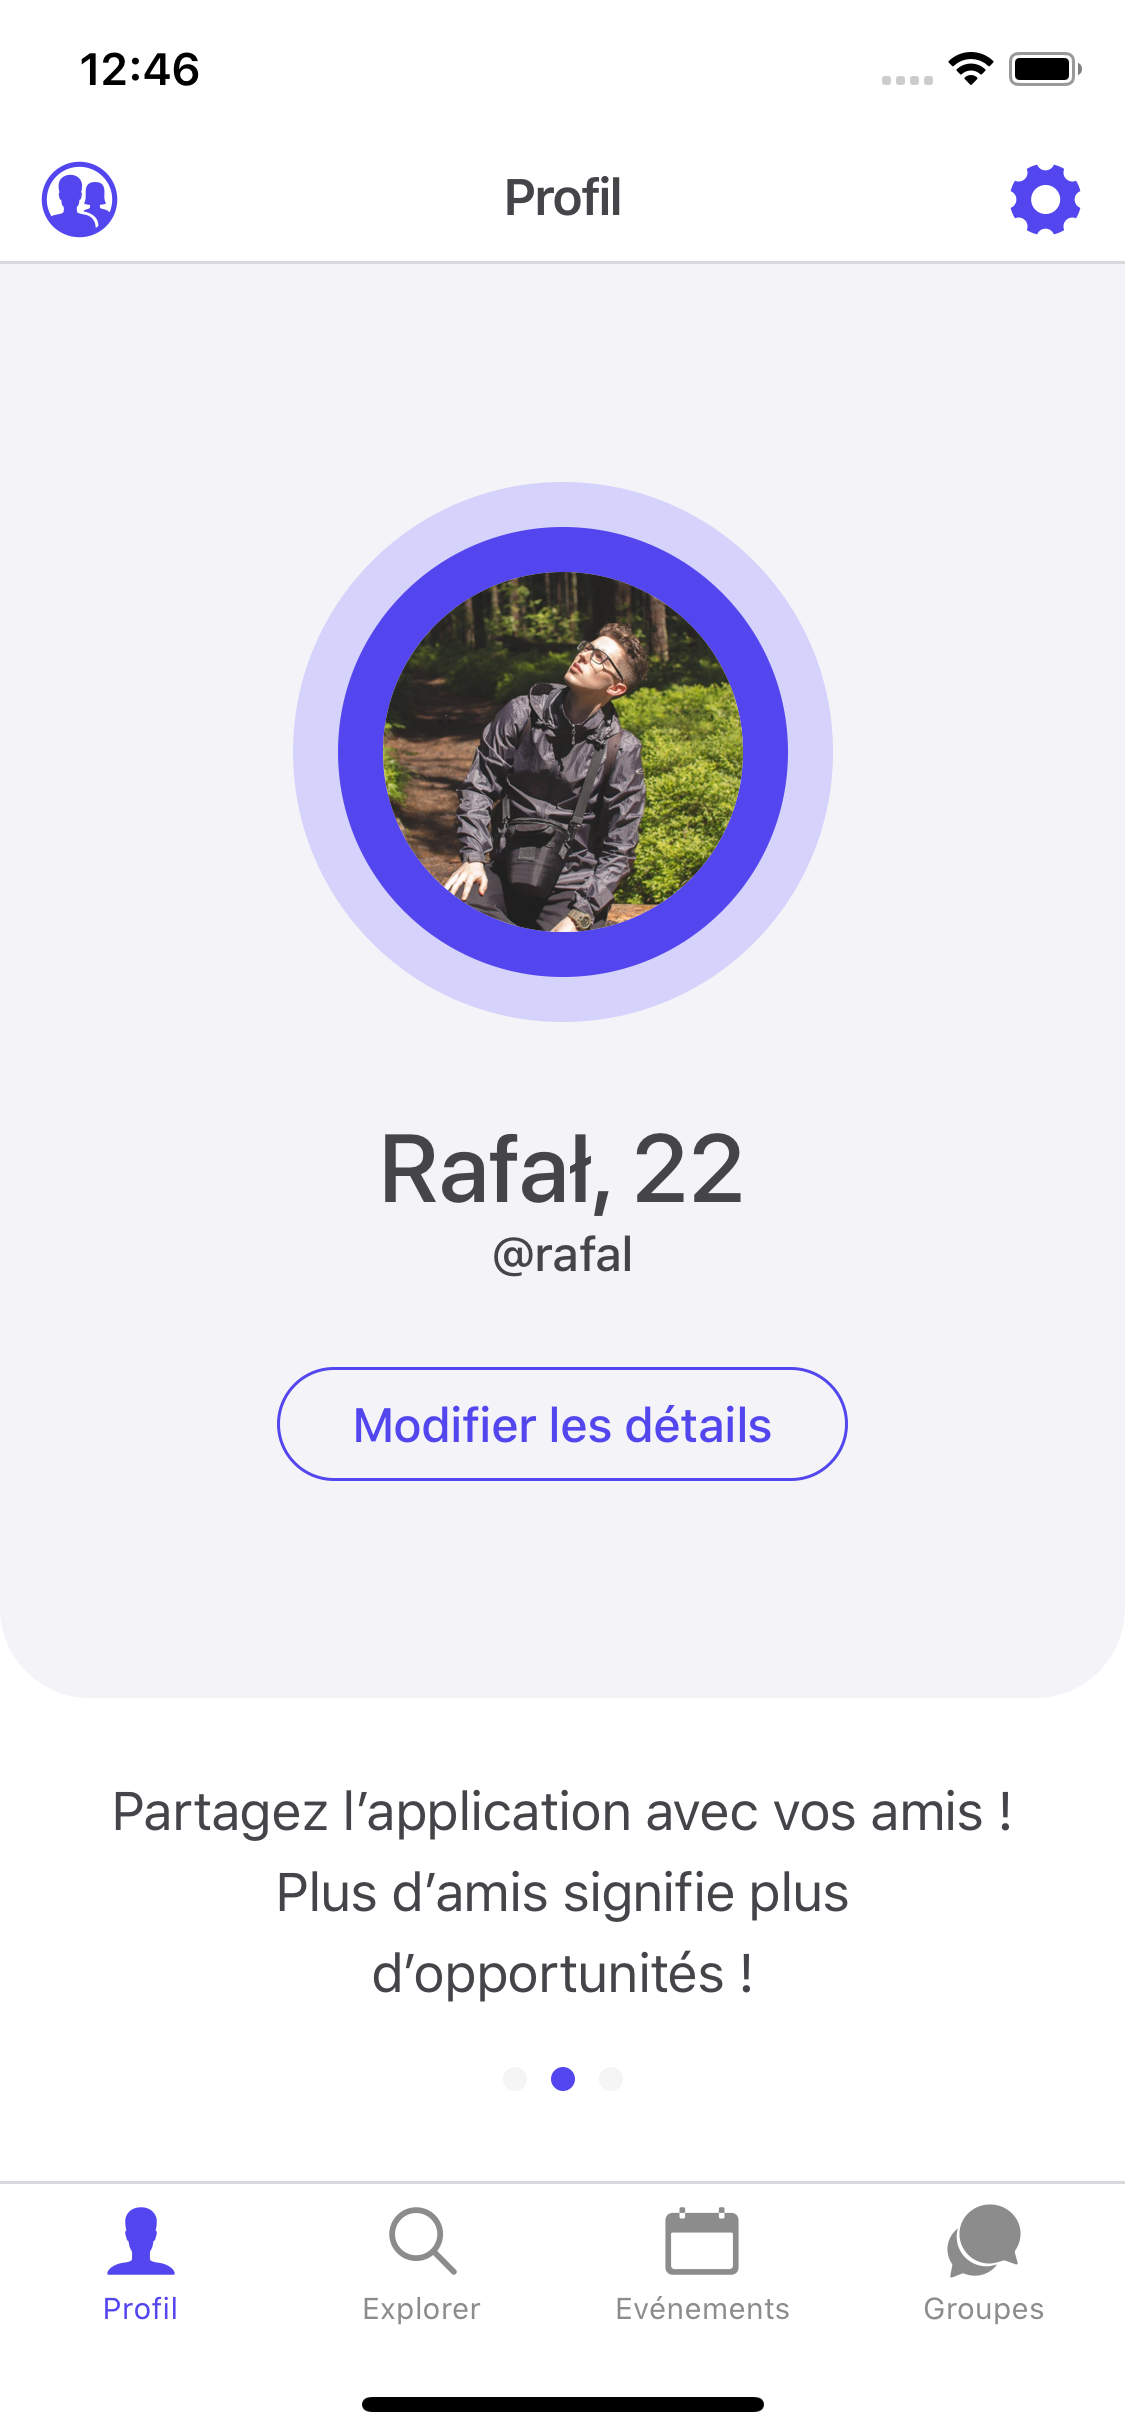 12:46
Profil
Rafał, 22
@rafal
Modifier les détails
Partagez l’application avec vos amis !
Plus d’amis signifie plus
d’opportunités !
Profil
Explorer
Evénements
Groupes